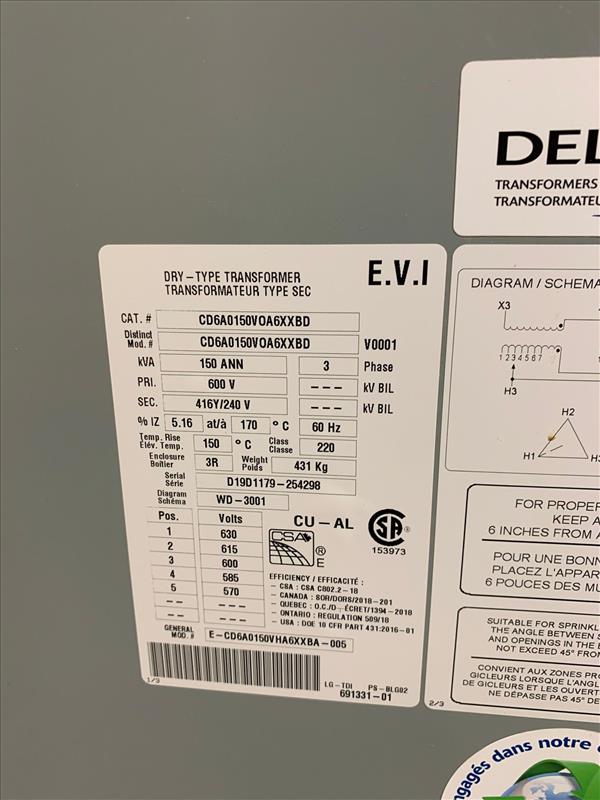 DEL
TRANSFORMERS
TRANSFORMATEU
DRY-TYPE TRANSFORMER
TRANSFORMATEUR TYPE SEC
E.V.I
CAT. # CD6A0150VOA6XXBD
Distinct Mod. # CD6A0150VOA6XXBD V0001
kVA 150 ANN 3 Phase
PRI. 600 V --- kV BIL
SEC. 416Y/240 V --- kV BIL
% IZ 5.16 at/à 170 °C 60 Hz
Temp. Rise Élév. Temp. 150 °C Class Classe 220
Enclosure Boîtier 3R Weight Poids 431 Kg
Serial Série D19D1179-254298
Diagram Schéma WD-3001
Pos. Volts
1 630
2 615
3 600
4 585
5 570
-- ---
-- ---
CU-AL
CSA ® E
SA ® 153973
EFFICIENCY / EFFICACITÉ :
- CSA : CSA C802.2-18
- CANADA : SOR/DORS/2018-201
- QUEBEC : O.C./D-ÉCRET/1394-2018
- ONTARIO : REGULATION 509/18
- USA : DOE 10 CFR PART 431:2016-01
GENERAL MOD. # E-CD6A0150VHA6XXBA-005
1/3
LG-TDI PS-BLG02
691331-01
DIAGRAM / SCHEMA
X3
1 2 3 4 5 6 7
H3
H2
H1 H3
FOR PROPER
KEEP A
6 INCHES FROM A
POUR UNE BONN
PLACEZ L'APPAR
6 POUCES DES MU
SUITABLE FOR SPRINKL
THE ANGLE BETWEEN S
AND OPENINGS IN THE E
NOT EXCEED 45° FROM
CONVIENT AUX ZONES PRO
GICLEURS LORSQUE L'ANGL
DE GICLEURS ET LES OUVERT
NE DÉPASSE PAS 45° DE
2/3
ngagés dans notre